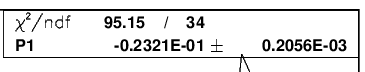 χ²/ndf 95.15 / 34
P1 -0.2321E-01 ± 0.2056E-03